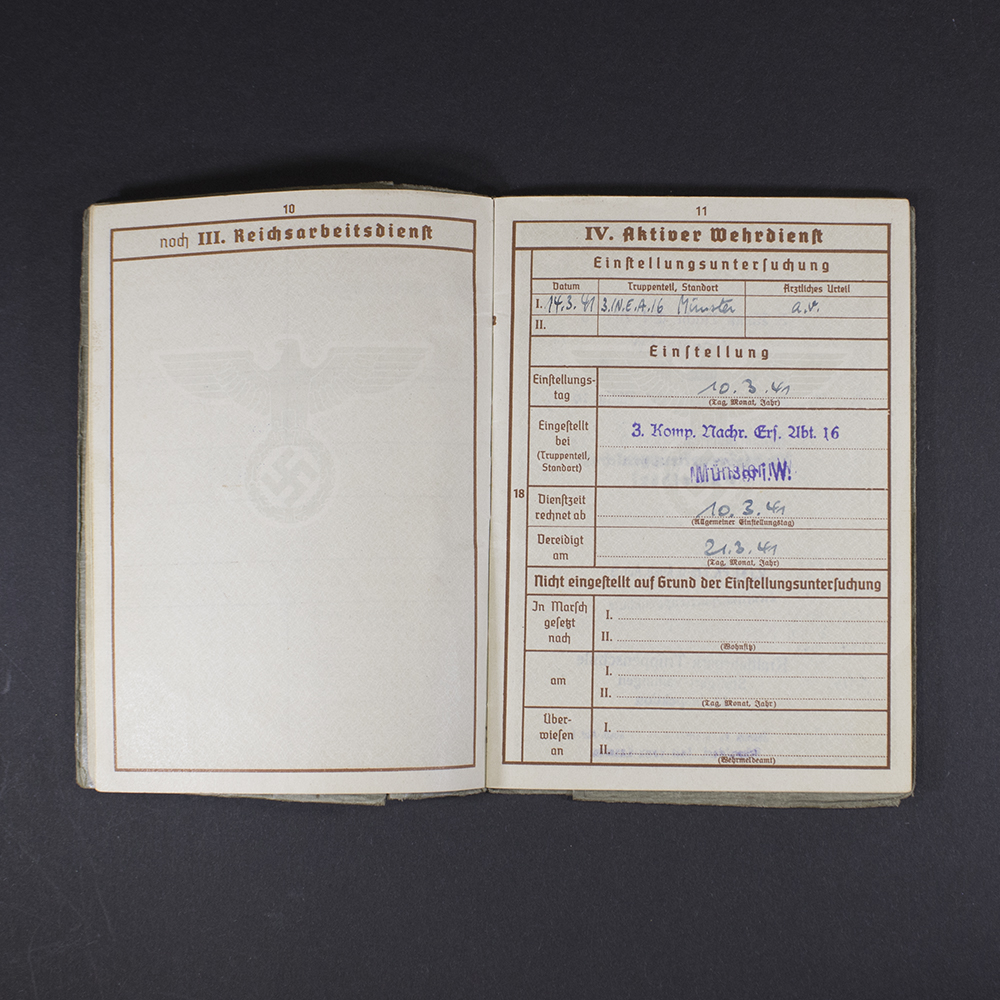 10
noch III. Reichsarbeitsdienst
11
IV. Aktiver Wehrdienst
Einstellungsuntersuchung
Datum Truppenteil, Standort Ärztliches Urteil
I. 14.3.41 3./N.E.A.16 Münster a.v.
II.
Einstellung
Einstellungs-
tag
10.3.41
(Tag, Monat, Jahr)
Eingestellt
bei
(Truppenteil,
Standort)
3. Komp. Nachr. Ers. Abt. 16
Münster i.W.
18
Dienstzeit
rechnet ab
10.3.41
(Allgemeiner Einstellungstag)
Vereidigt
am
21.3.41
(Tag, Monat, Jahr)
Nicht eingestellt auf Grund der Einstellungsuntersuchung
In Marsch
gesetzt
nach
I.
II.
(Wohnsitz)
am
I.
II.
(Tag, Monat, Jahr)
Über-
wiesen
an
I.
II.
(Wehrmeldeamt)